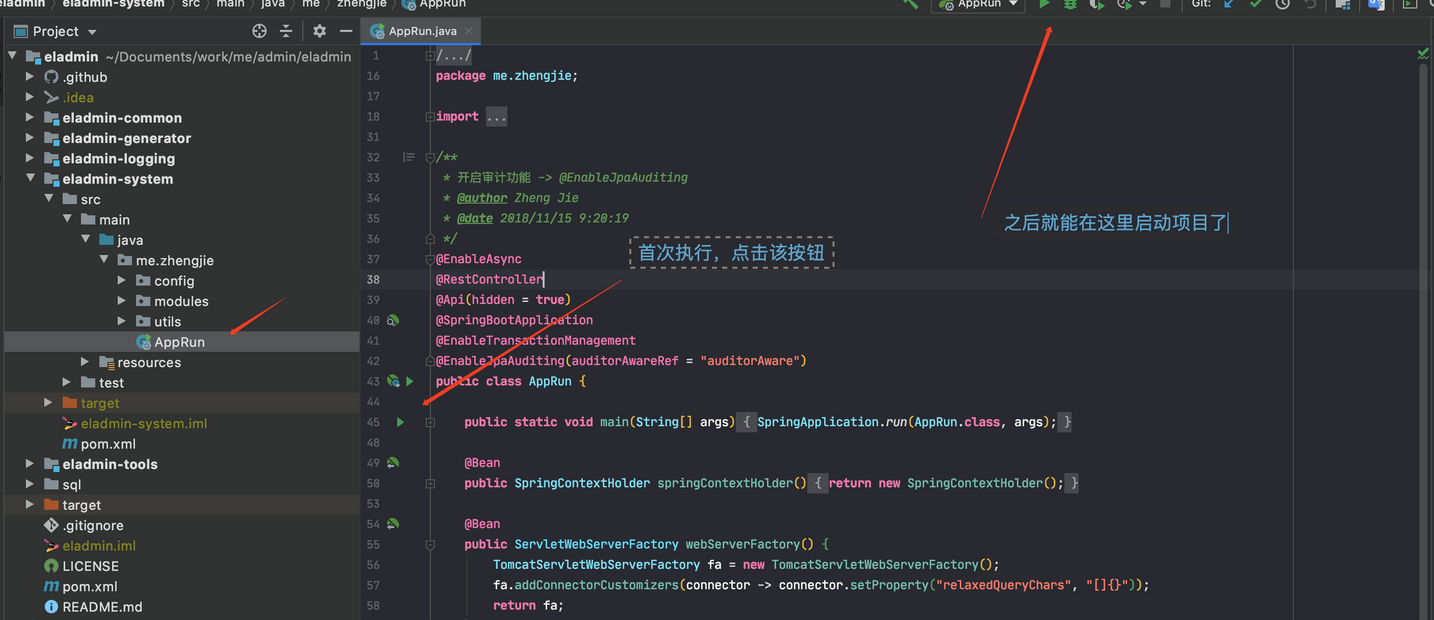 eladmin eladmin-system src main java me zhengjie AppRun AppRun Git:
Project
AppRun.java
eladmin ~/Documents/work/me/admin/eladmin
.github
.idea
eladmin-common
eladmin-generator
eladmin-logging
eladmin-system
src
main
java
me.zhengjie
config
modules
utils
AppRun
resources
test
target
eladmin-system.iml
pom.xml
eladmin-tools
sql
target
.gitignore
eladmin.iml
LICENSE
pom.xml
README.md
1 /.../
16 package me.zhengjie;
17
18 import ...
31
32 /**
33 * 开启审计功能 -> @EnableJpaAuditing
34 * @author Zheng Jie
35 * @date 2018/11/15 9:20:19
36 */
37 @EnableAsync
38 @RestController
39 @Api(hidden = true)
40 @SpringBootApplication
41 @EnableTransactionManagement
42 @EnableJpaAuditing(auditorAwareRef = "auditorAware")
43 public class AppRun {
44
45 public static void main(String[] args) { SpringApplication.run(AppRun.class, args); }
48
49 @Bean
50 public SpringContextHolder springContextHolder() { return new SpringContextHolder(); }
53
54 @Bean
55 public ServletWebServerFactory webServerFactory() {
56 TomcatServletWebServerFactory fa = new TomcatServletWebServerFactory();
57 fa.addConnectorCustomizers(connector -> connector.setProperty("relaxedQueryChars", "[]{}"));
58 return fa;
首次执行，点击该按钮
之后就能在这里启动项目了